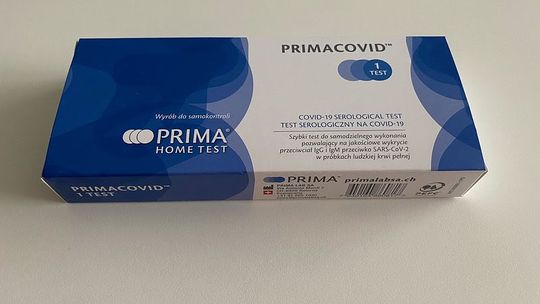 PRIMACOVID™
1
TEST
Wyrób do samokontroli
PRIMA®
HOME TEST
COVID-19 SEROLOGICAL TEST
TEST SEROLOGICZNY NA COVID-19
Szybki test do samodzielnego wykonania
pozwalający na jakościowe wykrycie
przeciwciał IgG i IgM przeciwko SARS-CoV-2
w próbkach ludzkiej krwi pełnej
PRIMACOVID™
1 TEST
PRIMA®
primalabsa.ch
PRIMA LAB SA
PEFC